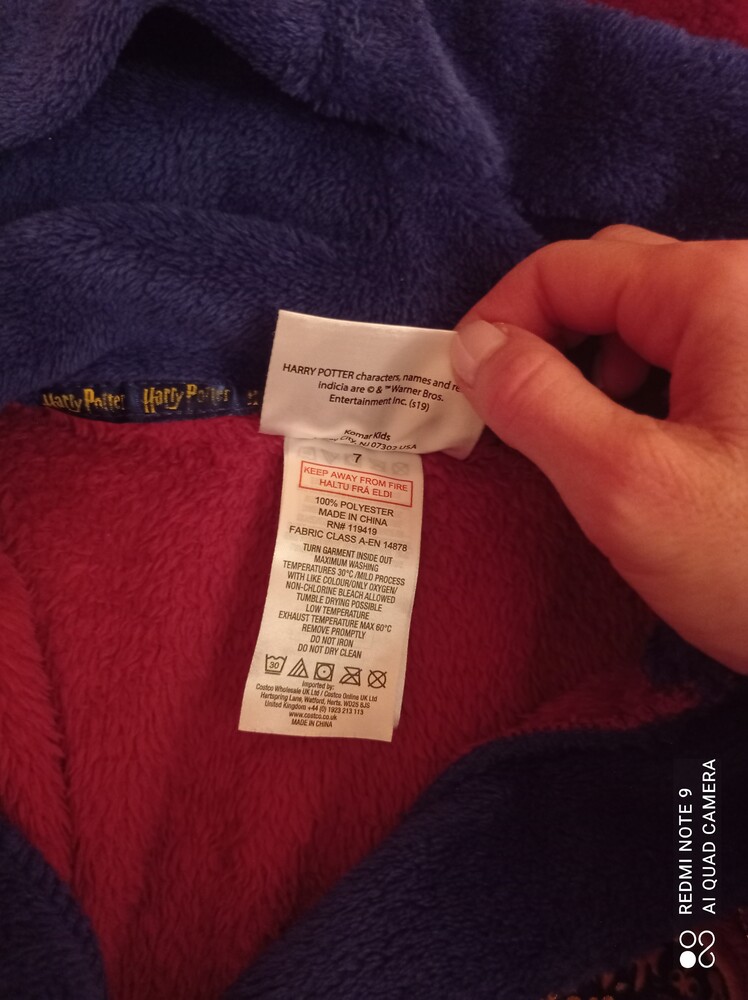 Harry Potter Harry Potter
HARRY POTTER characters, names and
indicia are © & ™Warner Bros.
Entertainment Inc. (s19)
Komar Kids
City, NJ 07302 USA
7
KEEP AWAY FROM FIRE
HALTU FRÁ ELDI
100% POLYESTER
MADE IN CHINA
RN# 119419
FABRIC CLASS A-EN 14878
TURN GARMENT INSIDE OUT
MAXIMUM WASHING
TEMPERATURES 30°C /MILD PROCESS
WITH LIKE COLOUR/ONLY OXYGEN/
NON-CHLORINE BLEACH ALLOWED
TUMBLE DRYING POSSIBLE
LOW TEMPERATURE
EXHAUST TEMPERATURE MAX 60°C
REMOVE PROMPTLY
DO NOT IRON
DO NOT DRY CLEAN
30
Imported by:
Costco Wholesale UK Ltd / Costco Online UK Ltd
Hartspring Lane, Watford, Herts, WD25 8JS
United Kingdom +44 (0) 1923 213 113
www.costco.co.uk
MADE IN CHINA
REDMI NOTE 9
AI QUAD CAMERA